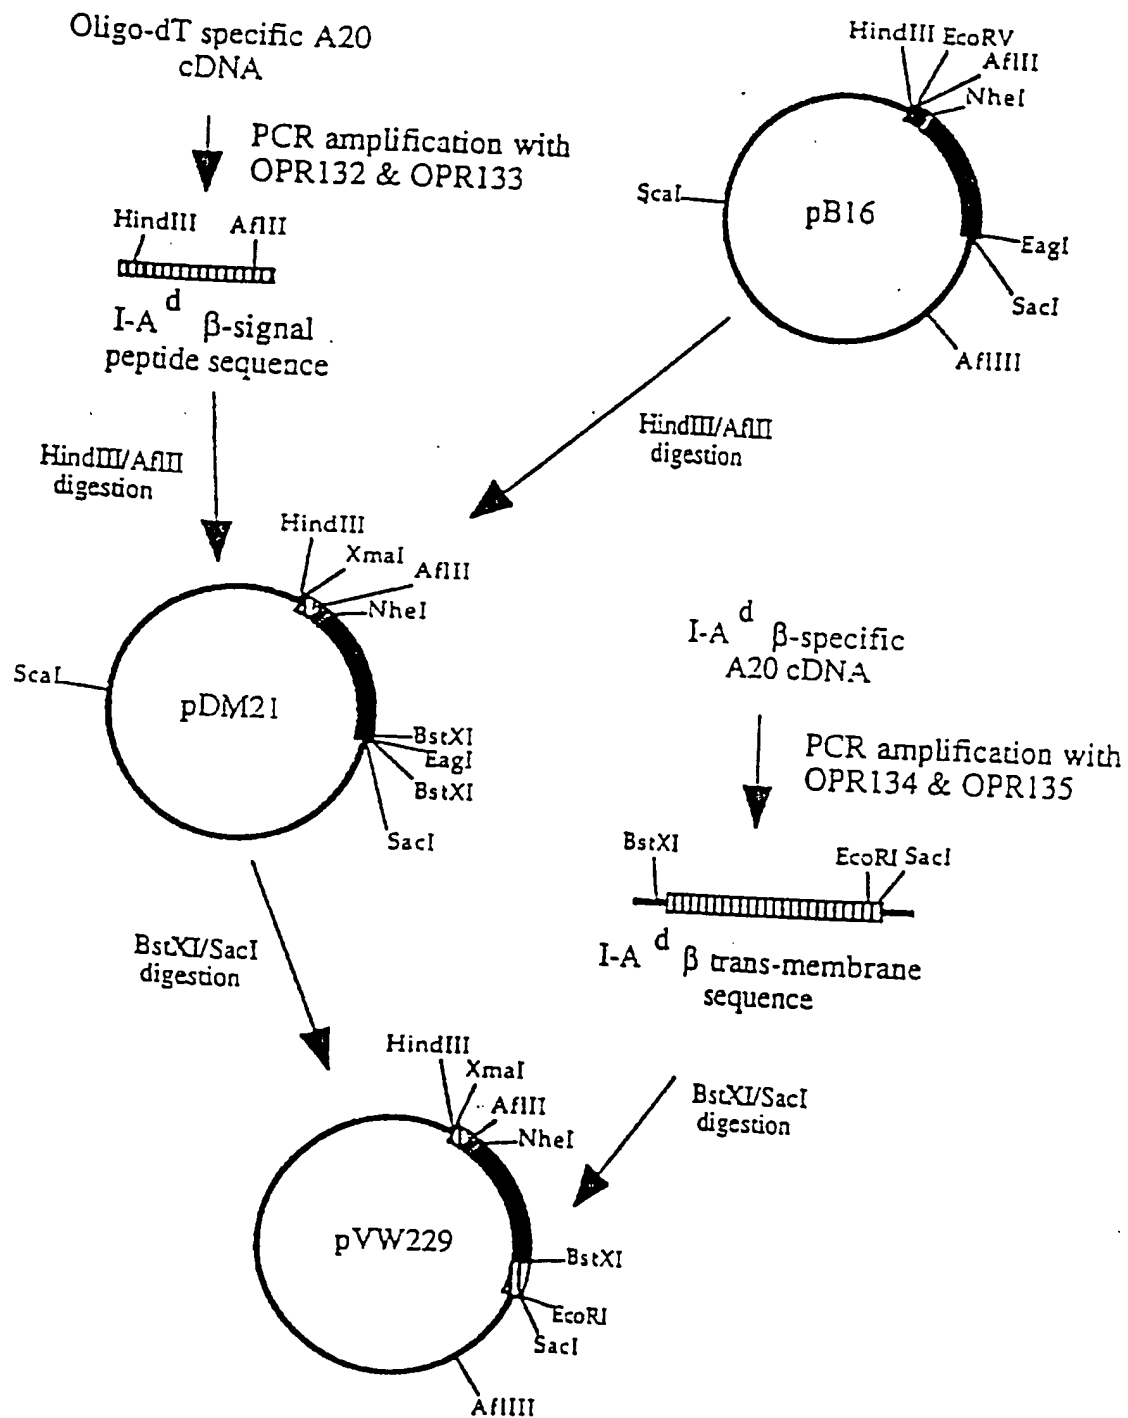 Oligo-dT specific A20
cDNA
PCR amplification with
OPR132 & OPR133
HindIII AflII
I-A d β-signal
peptide sequence
HindIII/AflII
digestion
HindIII EcoRV
AflII
NheI
ScaI
pB16
EagI
SacI
AflIII
HindIII/AflII
digestion
HindIII
XmaI
AflII
NheI
ScaI
pDM21
BstXI
EagI
BstXI
SacI
I-A d β-specific
A20 cDNA
PCR amplification with
OPR134 & OPR135
BstXI
EcoRI SacI
I-A d β trans-membrane
sequence
BstXI/SacI
digestion
BstXI/SacI
digestion
HindIII
XmaI
AflII
NheI
pVW229
BstXI
EcoRI
SacI
AflIII